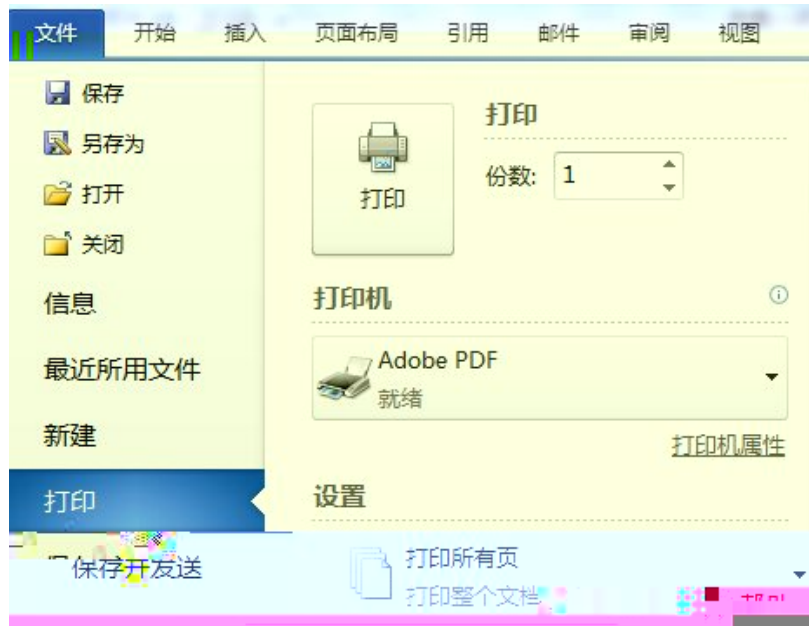 文件 开始 插入 页面布局 引用 邮件 审阅 视图
保存
另存为
打开
关闭
信息
最近所用文件
新建
打印
保存并发送
打印
打印
份数: 1
打印机
Adobe PDF
就绪
打印机属性
设置
打印所有页
打印整个文档